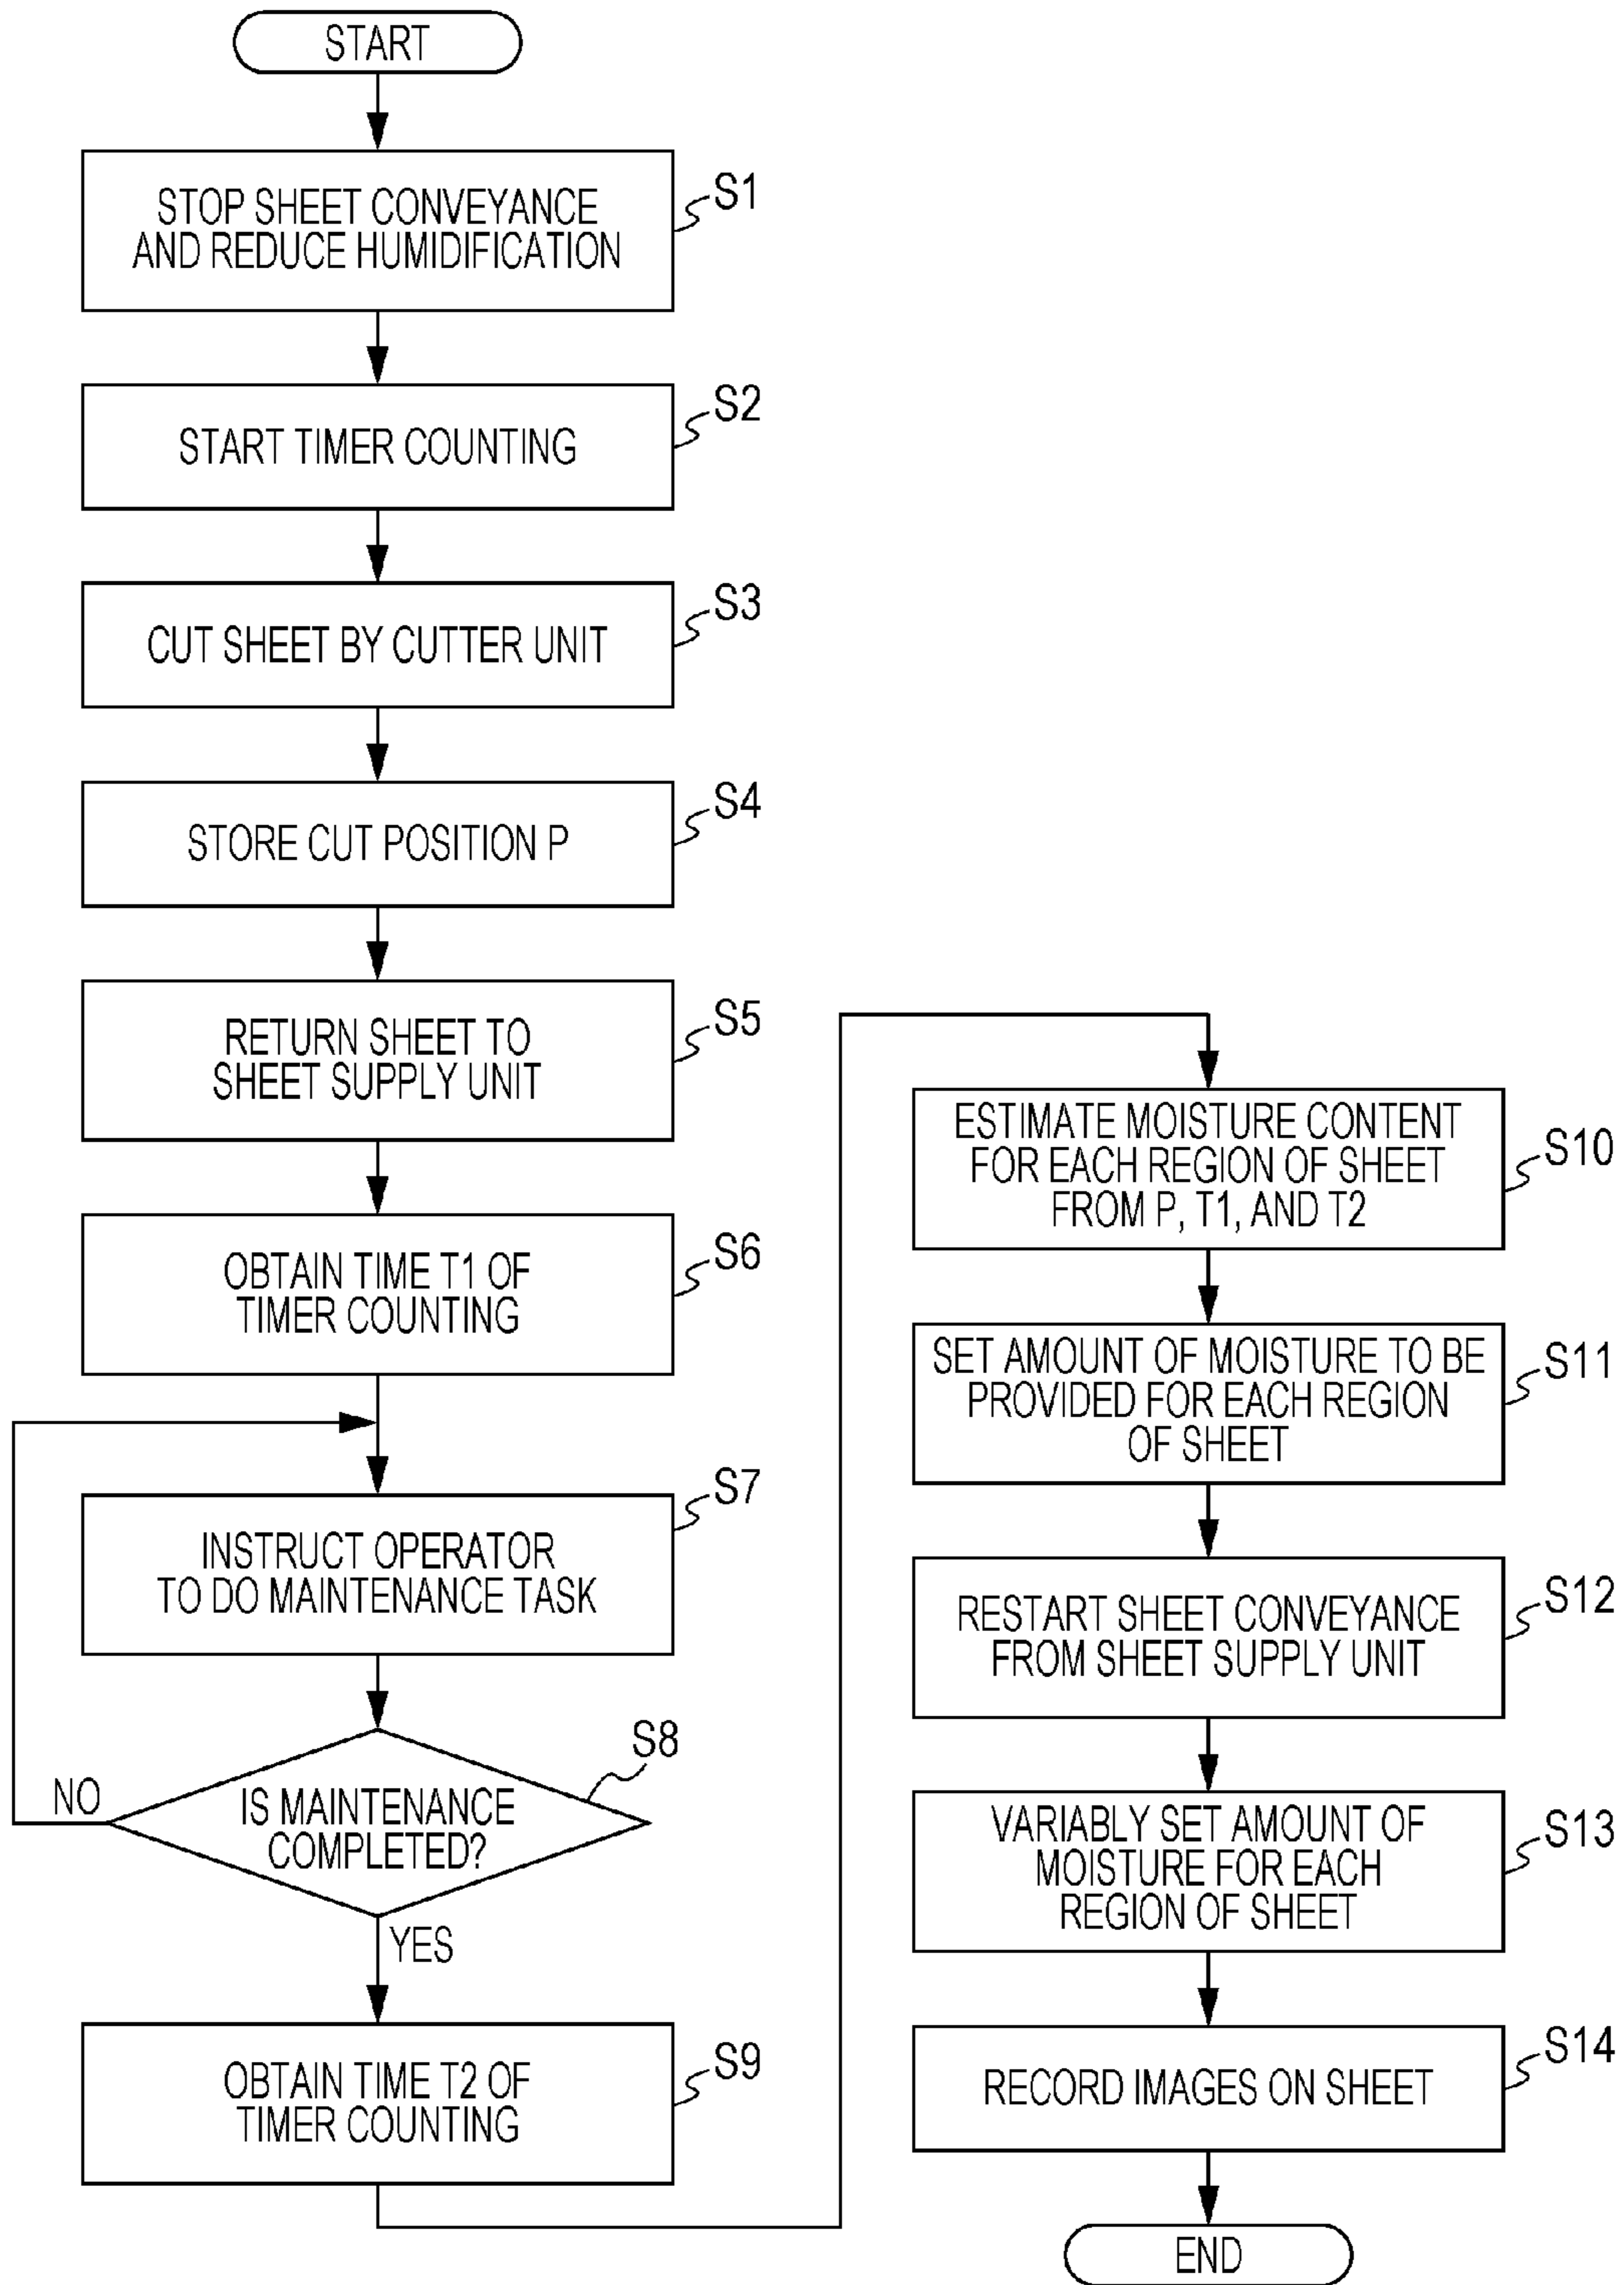 START
STOP SHEET CONVEYANCE
AND REDUCE HUMIDIFICATION
S1
START TIMER COUNTING
S2
CUT SHEET BY CUTTER UNIT
S3
STORE CUT POSITION P
S4
RETURN SHEET TO
SHEET SUPPLY UNIT
S5
OBTAIN TIME T1 OF
TIMER COUNTING
S6
INSTRUCT OPERATOR
TO DO MAINTENANCE TASK
S7
IS MAINTENANCE
COMPLETED?
S8
NO
YES
OBTAIN TIME T2 OF
TIMER COUNTING
S9
ESTIMATE MOISTURE CONTENT
FOR EACH REGION OF SHEET
FROM P, T1, AND T2
S10
SET AMOUNT OF MOISTURE TO BE
PROVIDED FOR EACH REGION
OF SHEET
S11
RESTART SHEET CONVEYANCE
FROM SHEET SUPPLY UNIT
S12
VARIABLY SET AMOUNT OF
MOISTURE FOR EACH
REGION OF SHEET
S13
RECORD IMAGES ON SHEET
S14
END